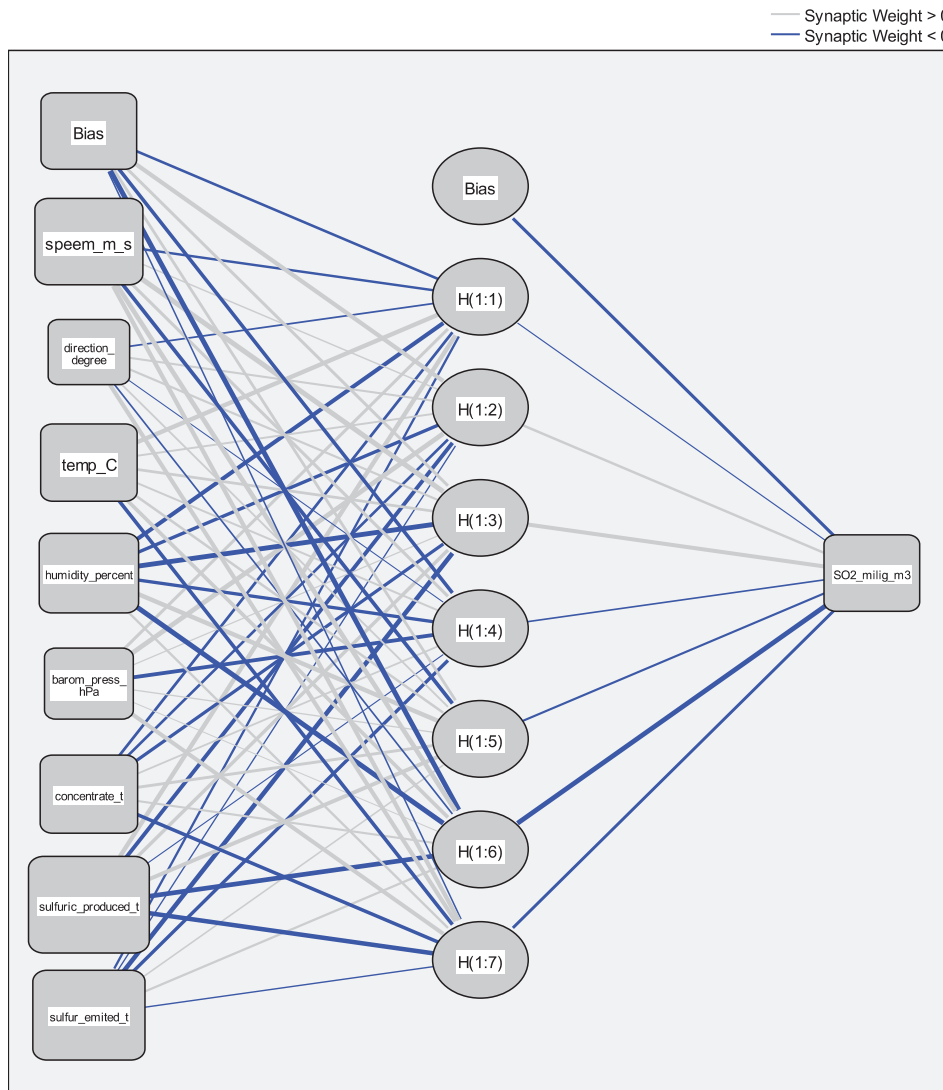 Synaptic Weight > 0
Synaptic Weight < 0
Bias
speem_m_s
direction_
degree
temp_C
humidity_percent
barom_press_
hPa
concentrate_t
sulfuric_produced_t
sulfur_emited_t
Bias
H(1:1)
H(1:2)
H(1:3)
H(1:4)
H(1:5)
H(1:6)
H(1:7)
SO2_milig_m3